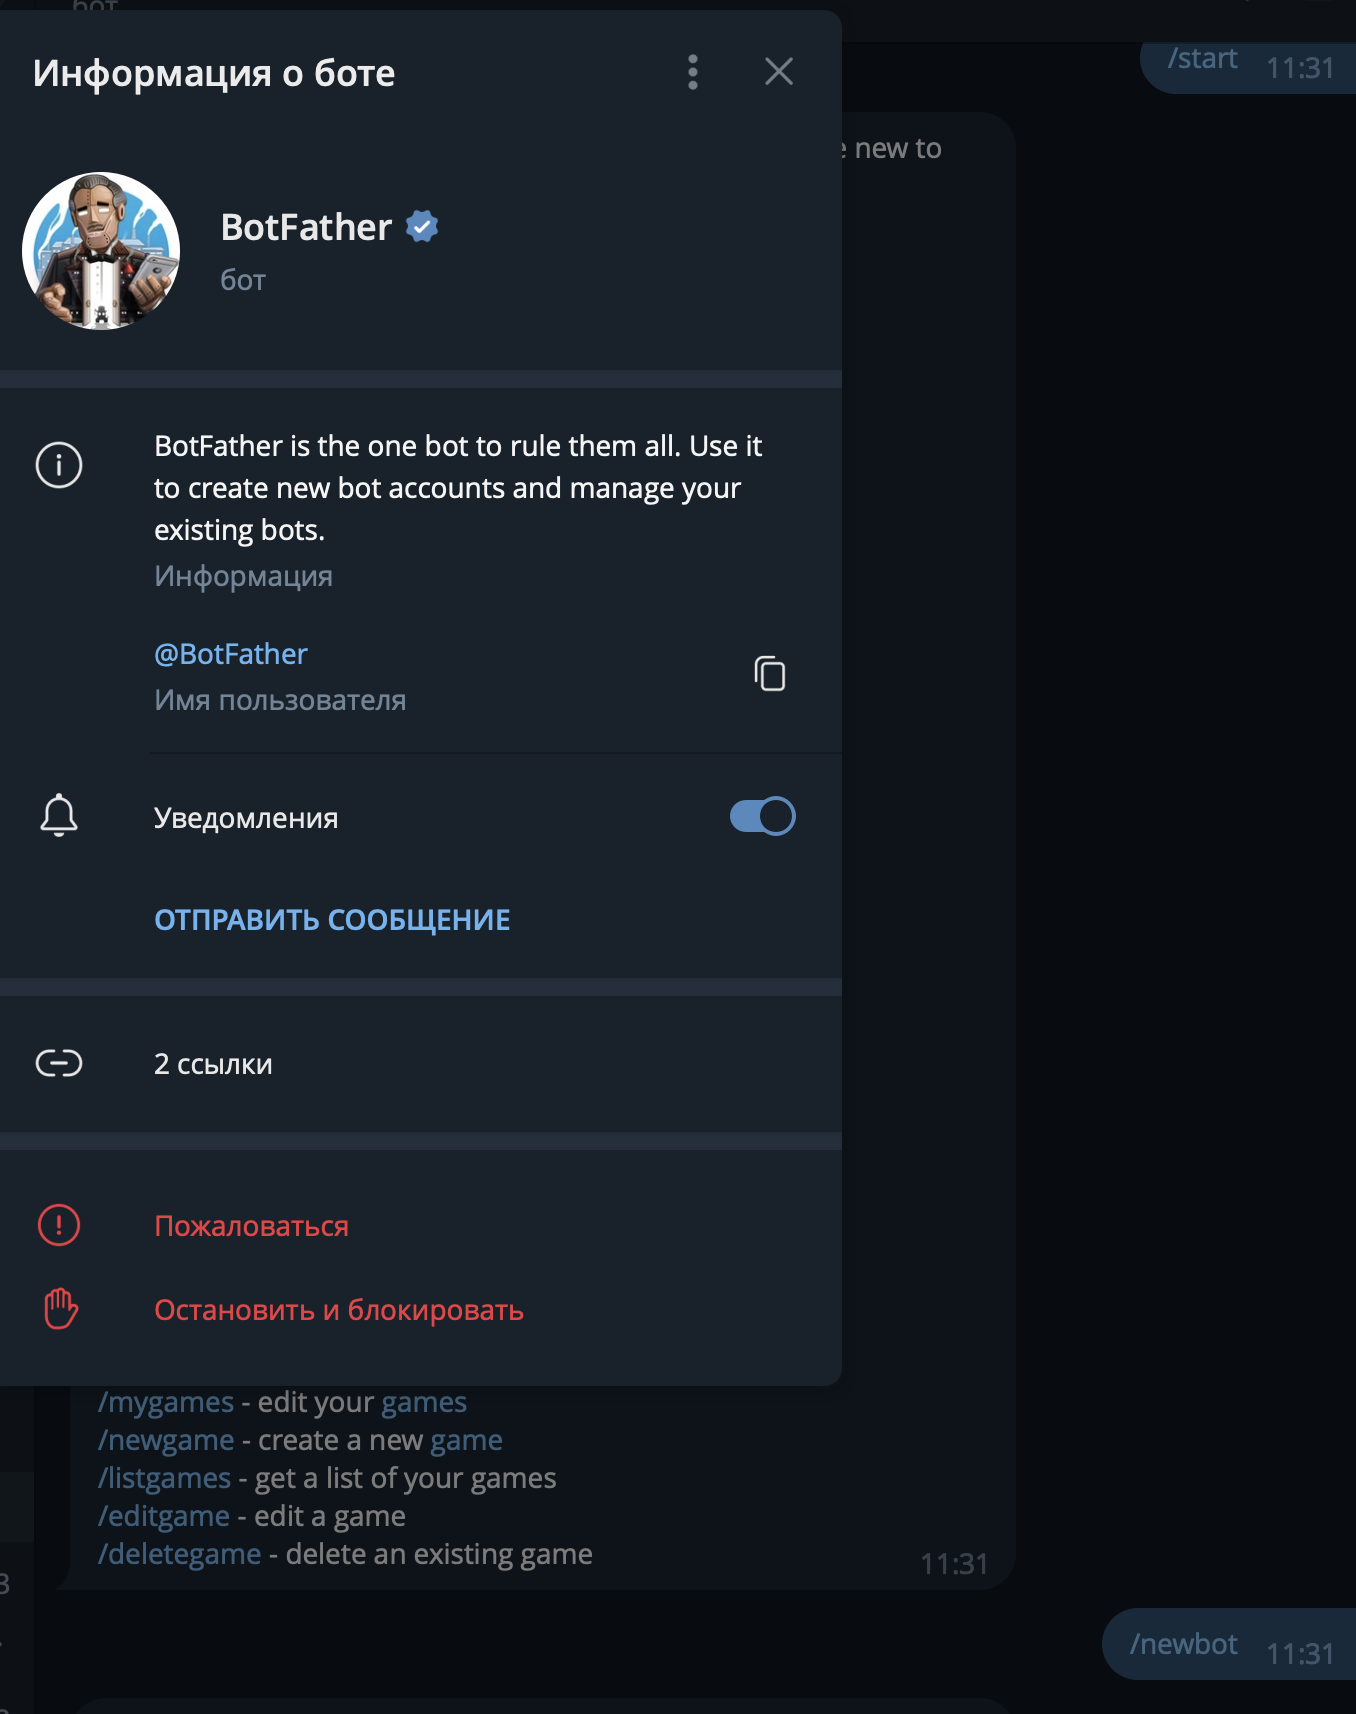 бот
Информация о боте
/start 11:31
new to
BotFather
бот
BotFather is the one bot to rule them all. Use it
to create new bot accounts and manage your
existing bots.
Информация
@BotFather
Имя пользователя
Уведомления
ОТПРАВИТЬ СООБЩЕНИЕ
2 ссылки
Пожаловаться
Остановить и блокировать
/mygames - edit your games
/newgame - create a new game
/listgames - get a list of your games
/editgame - edit a game
/deletegame - delete an existing game
11:31
/newbot 11:31